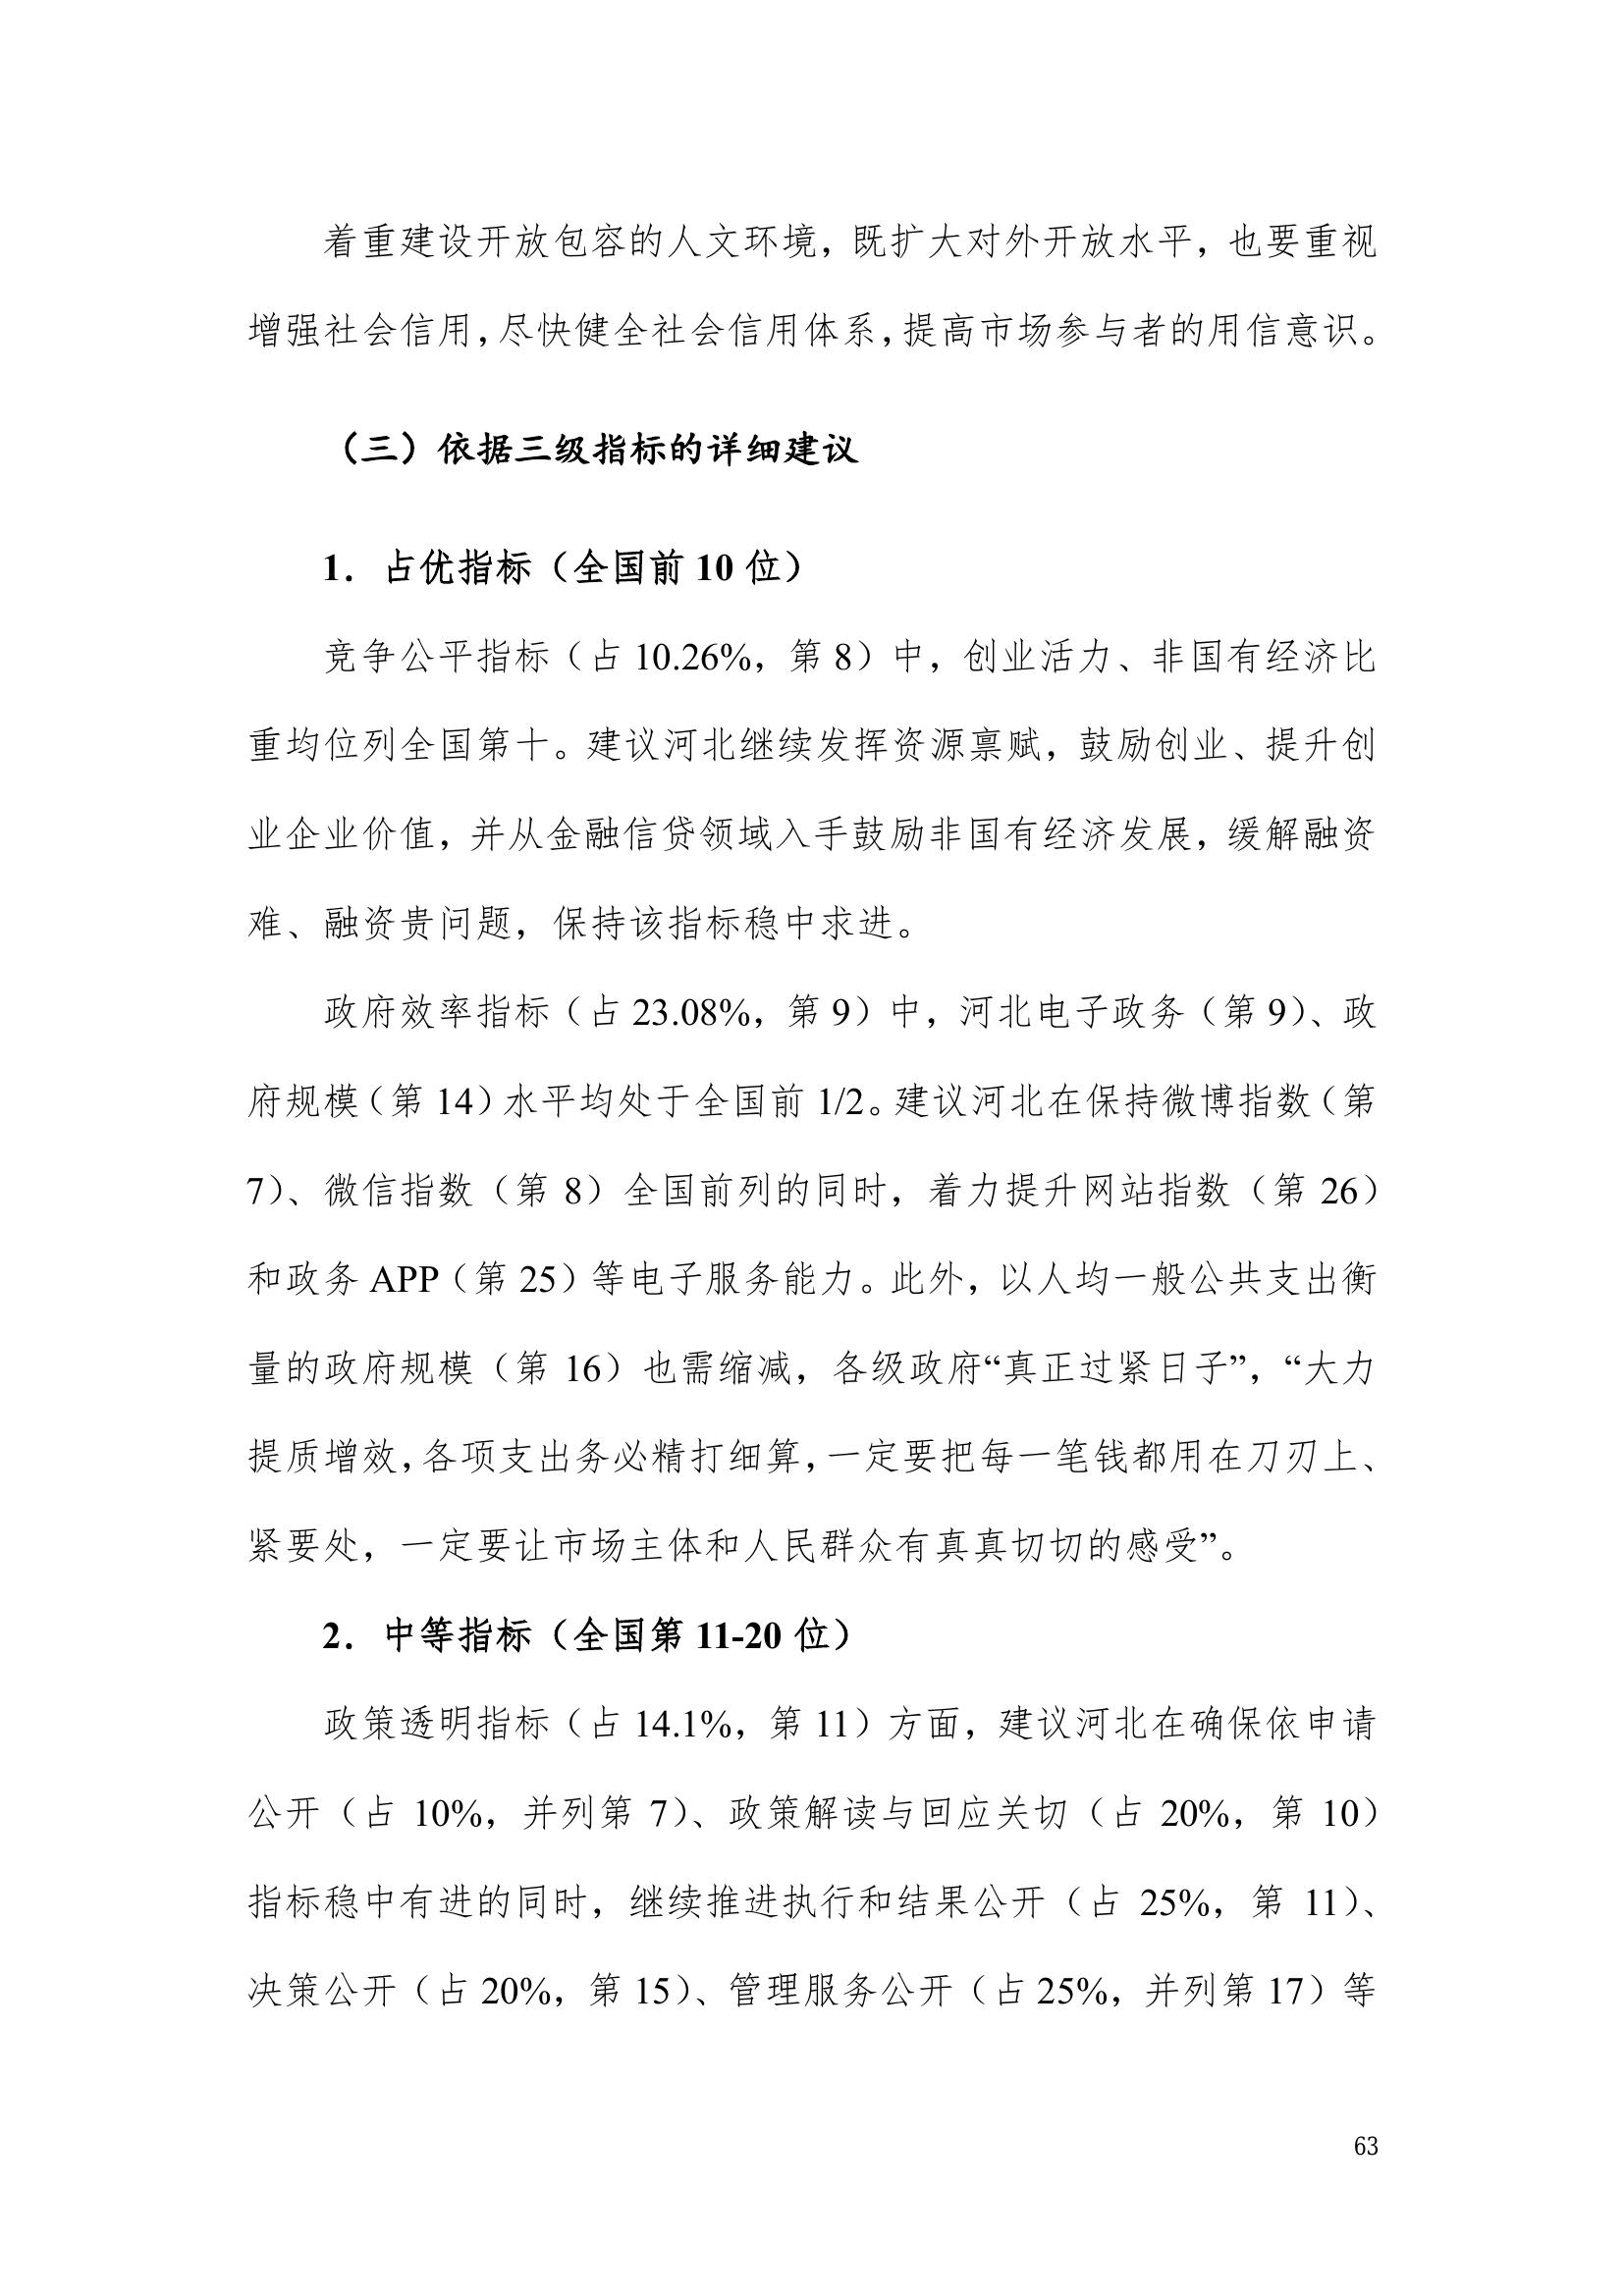 着重建设开放包容的人文环境，既扩大对外开放水平，也要重视
增强社会信用，尽快健全社会信用体系，提高市场参与者的用信意识。
（三）依据三级指标的详细建议
1．占优指标（全国前 10 位）
竞争公平指标（占 10.26%，第 8）中，创业活力、非国有经济比
重均位列全国第十。建议河北继续发挥资源禀赋，鼓励创业、提升创
业企业价值，并从金融信贷领域入手鼓励非国有经济发展，缓解融资
难、融资贵问题，保持该指标稳中求进。
政府效率指标（占 23.08%，第 9）中，河北电子政务（第 9）、政
府规模（第 14）水平均处于全国前 1/2。建议河北在保持微博指数（第
7）、微信指数（第 8）全国前列的同时，着力提升网站指数（第 26）
和政务 APP（第 25）等电子服务能力。此外，以人均一般公共支出衡
量的政府规模（第 16）也需缩减，各级政府“真正过紧日子”，“大力
提质增效，各项支出务必精打细算，一定要把每一笔钱都用在刀刃上、
紧要处，一定要让市场主体和人民群众有真真切切的感受”。
2．中等指标（全国第 11-20 位）
政策透明指标（占 14.1%，第 11）方面，建议河北在确保依申请
公开（占 10%，并列第 7）、政策解读与回应关切（占 20%，第 10）
指标稳中有进的同时，继续推进执行和结果公开（占 25%，第 11）、
决策公开（占 20%，第 15）、管理服务公开（占 25%，并列第 17）等
63